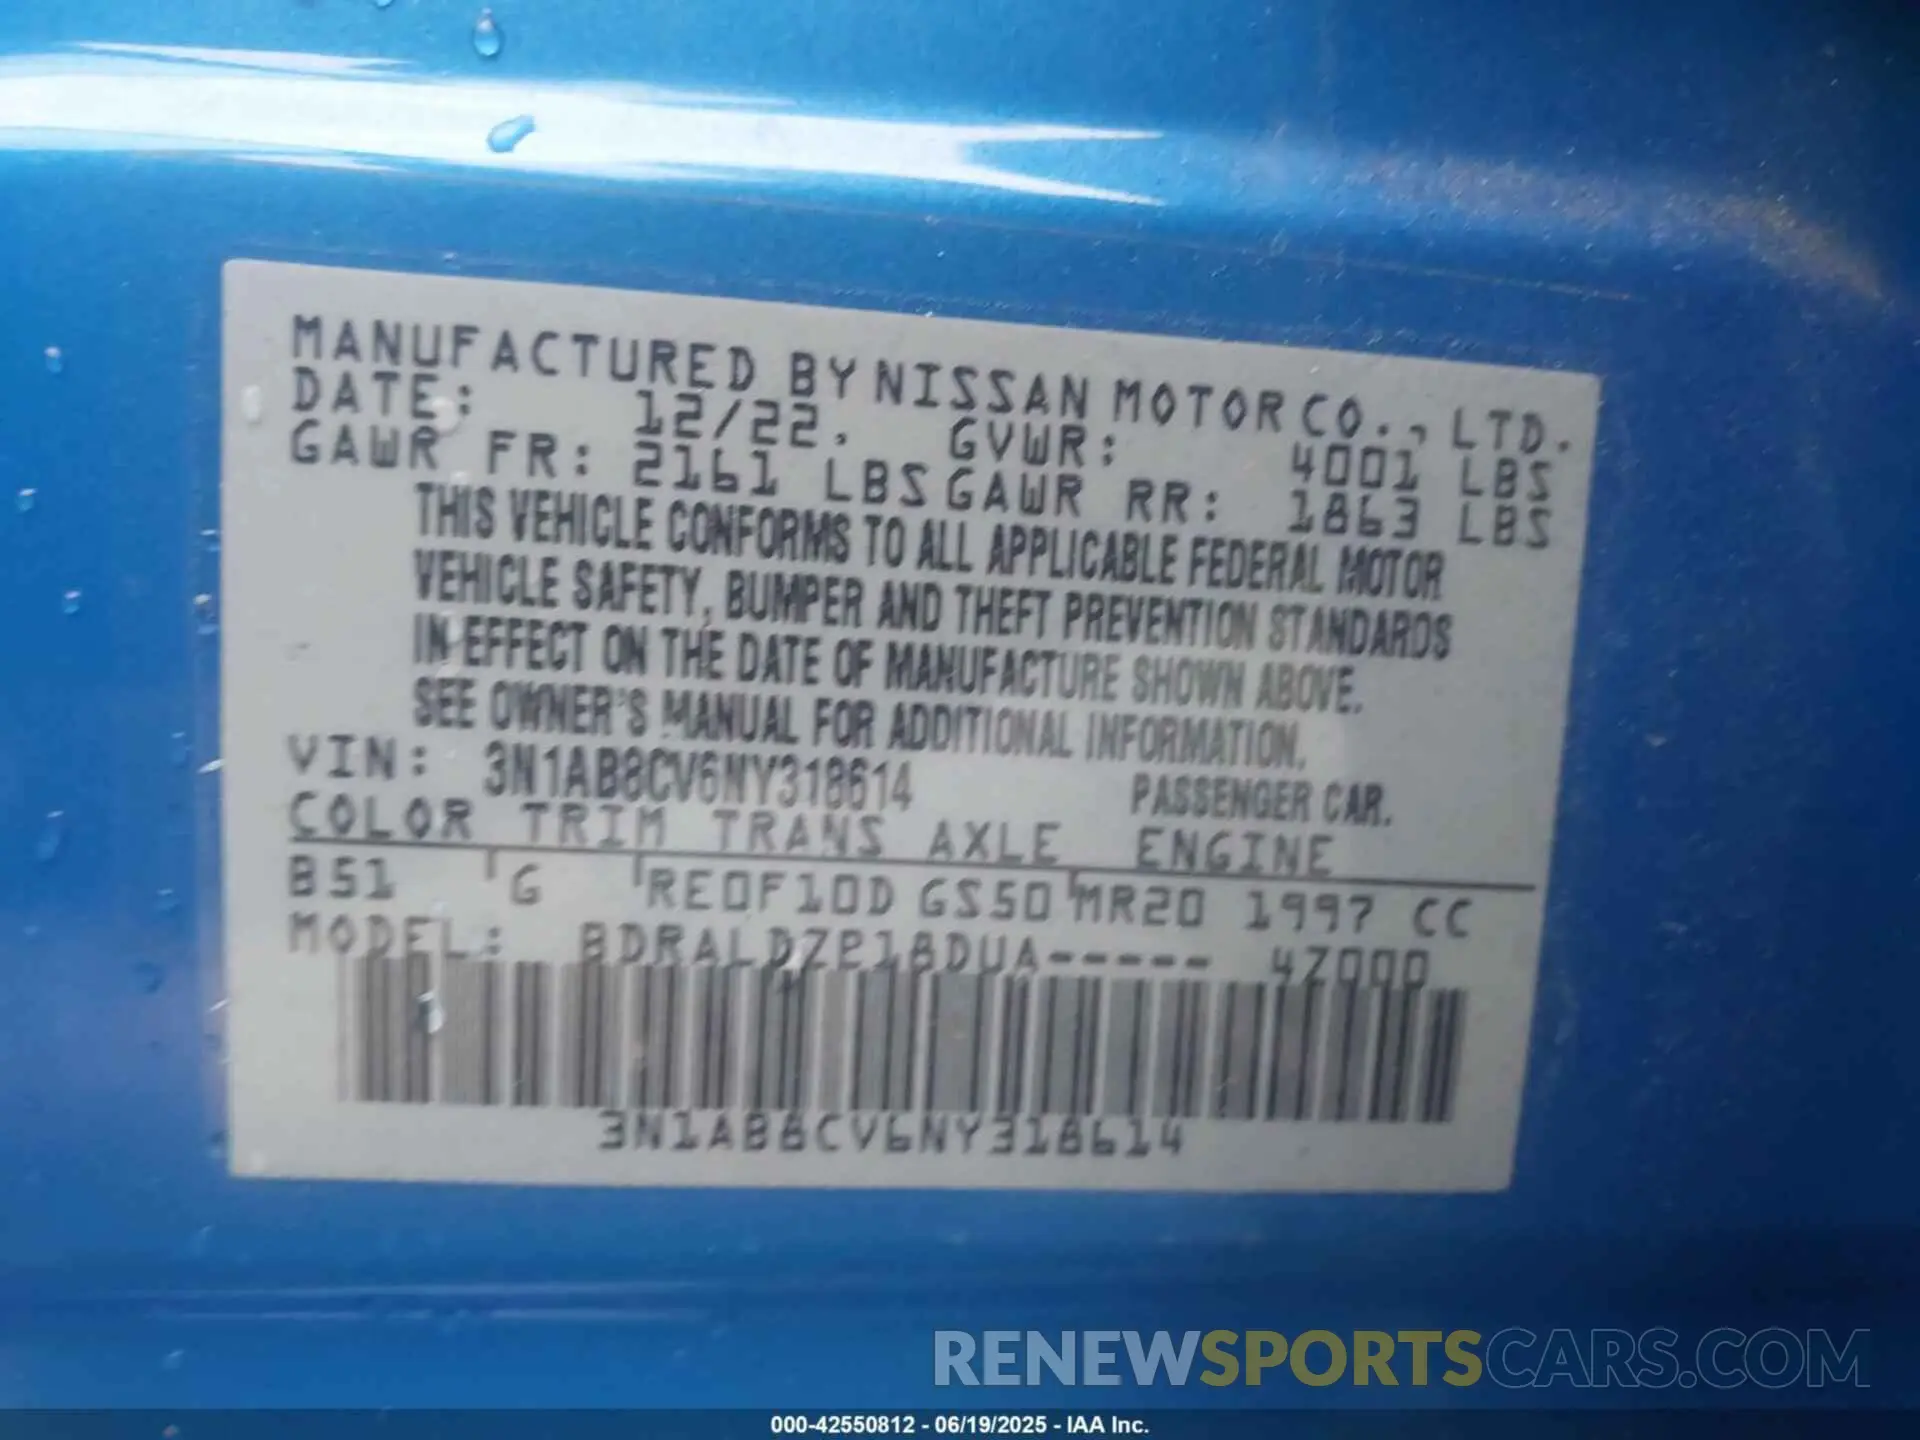 MANUFACTURED BY NISSAN MOTOR CO., LTD.
DATE: 12/22. GVWR: 4001 LBS
GAWR FR: 2161 LBS GAWR RR: 1863 LBS
THIS VEHICLE CONFORMS TO ALL APPLICABLE FEDERAL MOTOR
VEHICLE SAFETY, BUMPER AND THEFT PREVENTION STANDARDS
IN EFFECT ON THE DATE OF MANUFACTURE SHOWN ABOVE.
SEE OWNER'S MANUAL FOR ADDITIONAL INFORMATION.
VIN: 3N1AB8CV6NY318614 PASSENGER CAR.
COLOR TRIM TRANS AXLE ENGINE
B51 G RE0F10D GS50 MR20 1997 CC
MODEL: BDRALDZP18DUA----- 4Z000
3N1AB8CV6NY318614
RENEWSPORTSCARS.COM
000-42550812 - 06/19/2025 - IAA Inc.